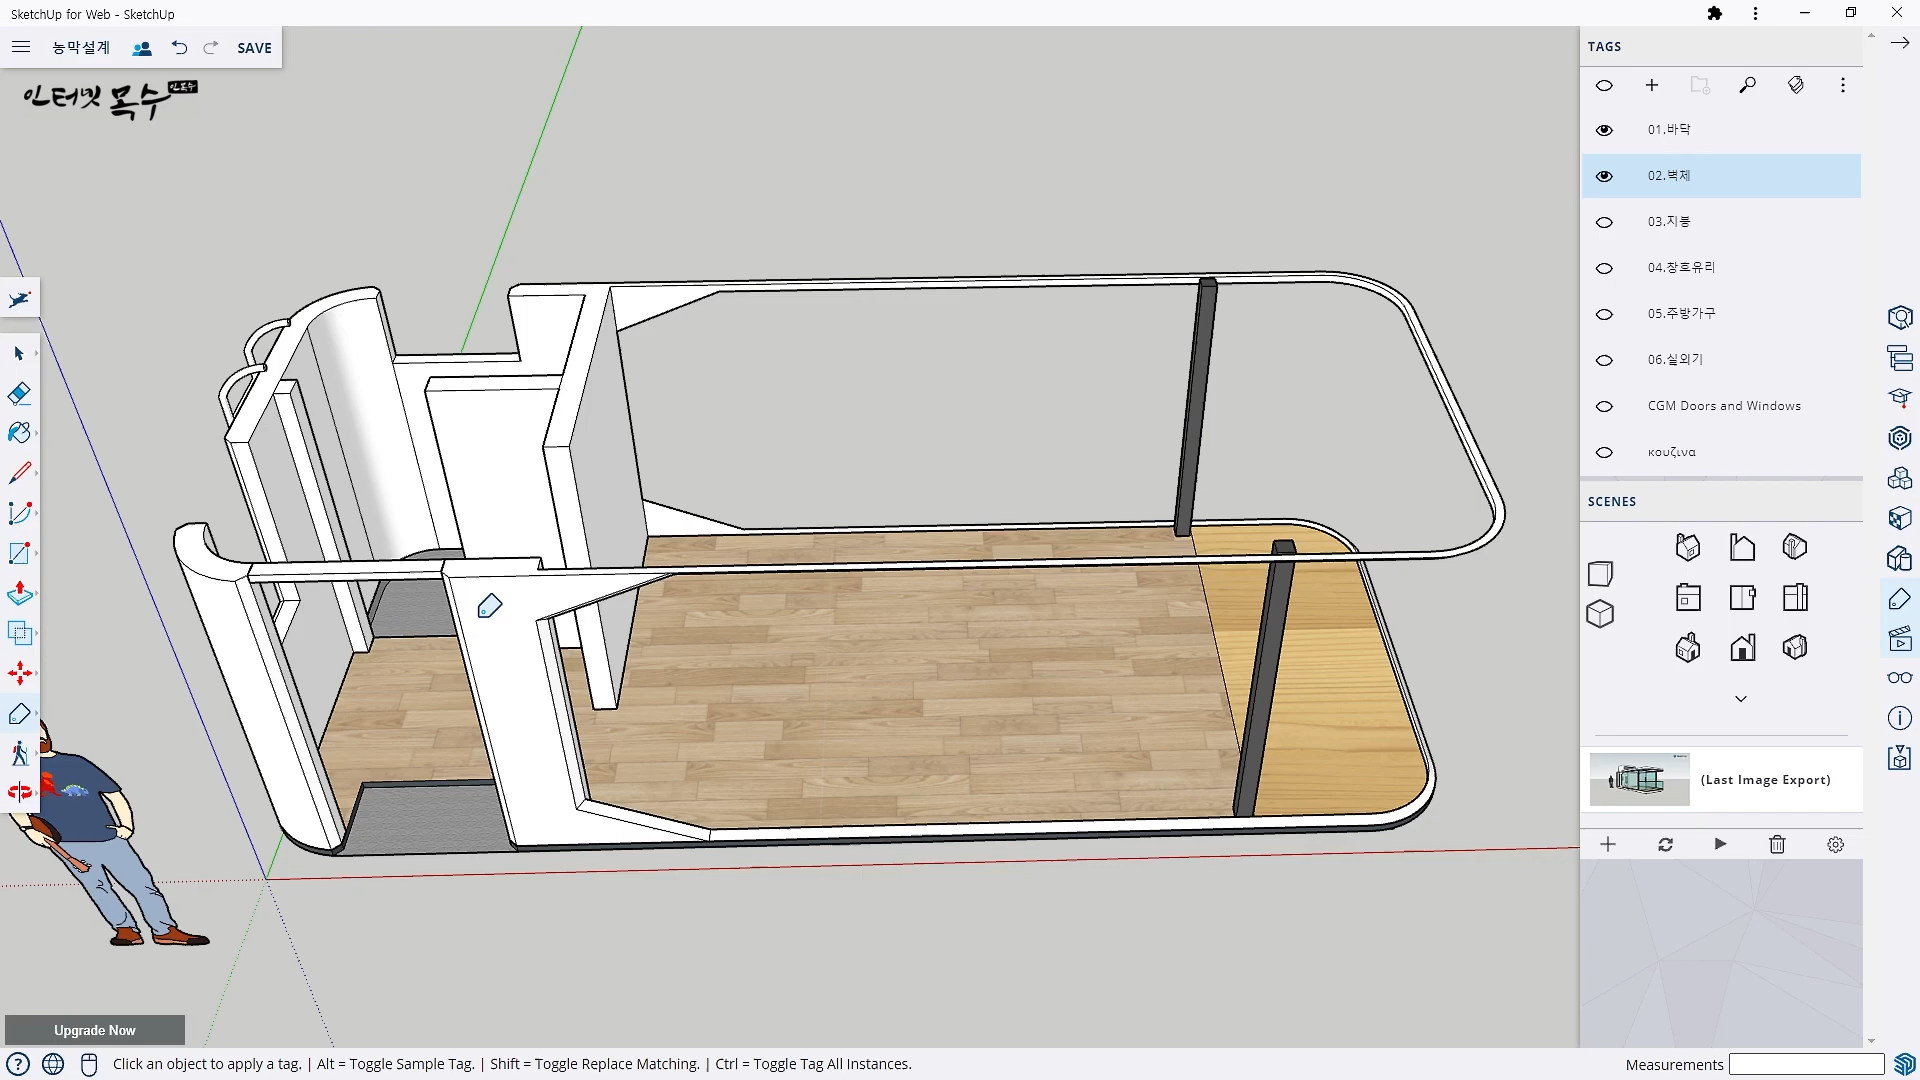 SketchUp for Web - SketchUp
농막설계
SAVE
인터넷 목수
인목수
TAGS
01.바닥
02.벽체
03.지붕
04.창호유리
05.주방가구
06.실외기
CGM Doors and Windows
κουζινα
SCENES
(Last Image Export)
Upgrade Now
Click an object to apply a tag. | Alt = Toggle Sample Tag. | Shift = Toggle Replace Matching. | Ctrl = Toggle Tag All Instances.
Measurements